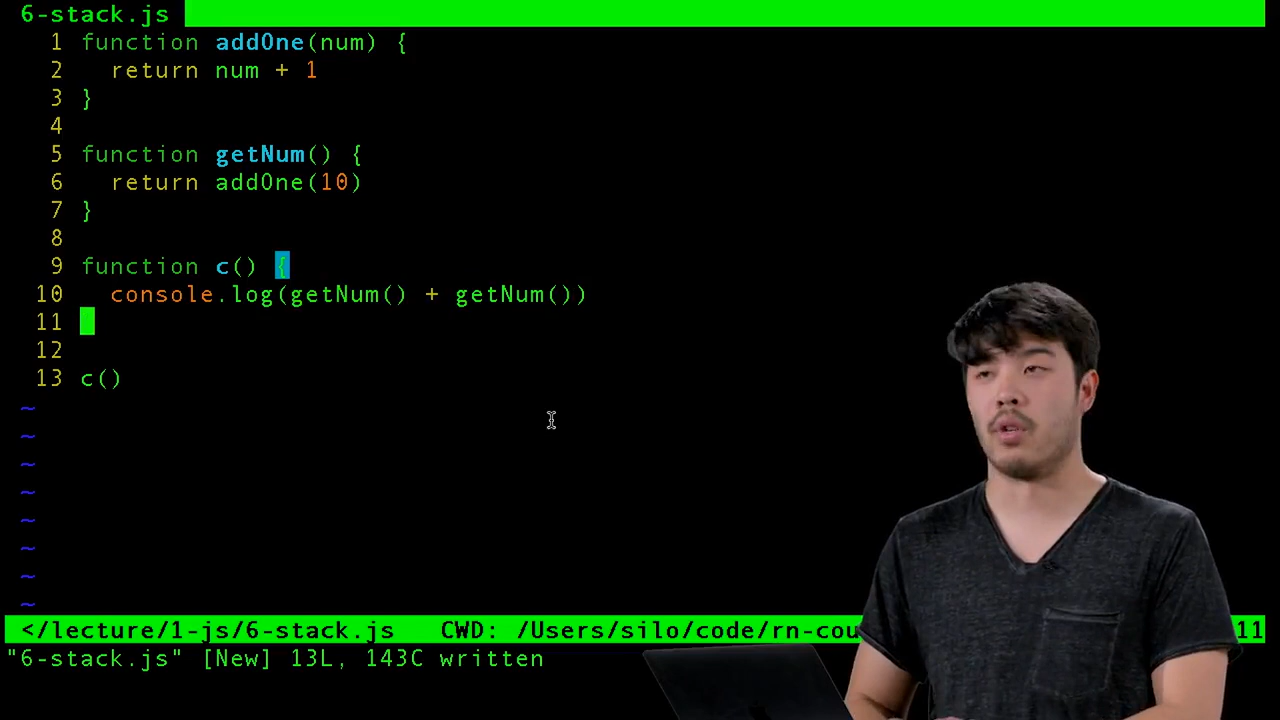 6-stack.js
1 function addOne(num) {
2   return num + 1
3 }
4
5 function getNum() {
6   return addOne(10)
7 }
8
9 function c() {
10   console.log(getNum() + getNum())
11
12
13 c()
~
~
~
~
~
~
~
~
</lecture/1-js/6-stack.js   CWD: /Users/silo/code/rn-cou 11
"6-stack.js" [New] 13L, 143C written